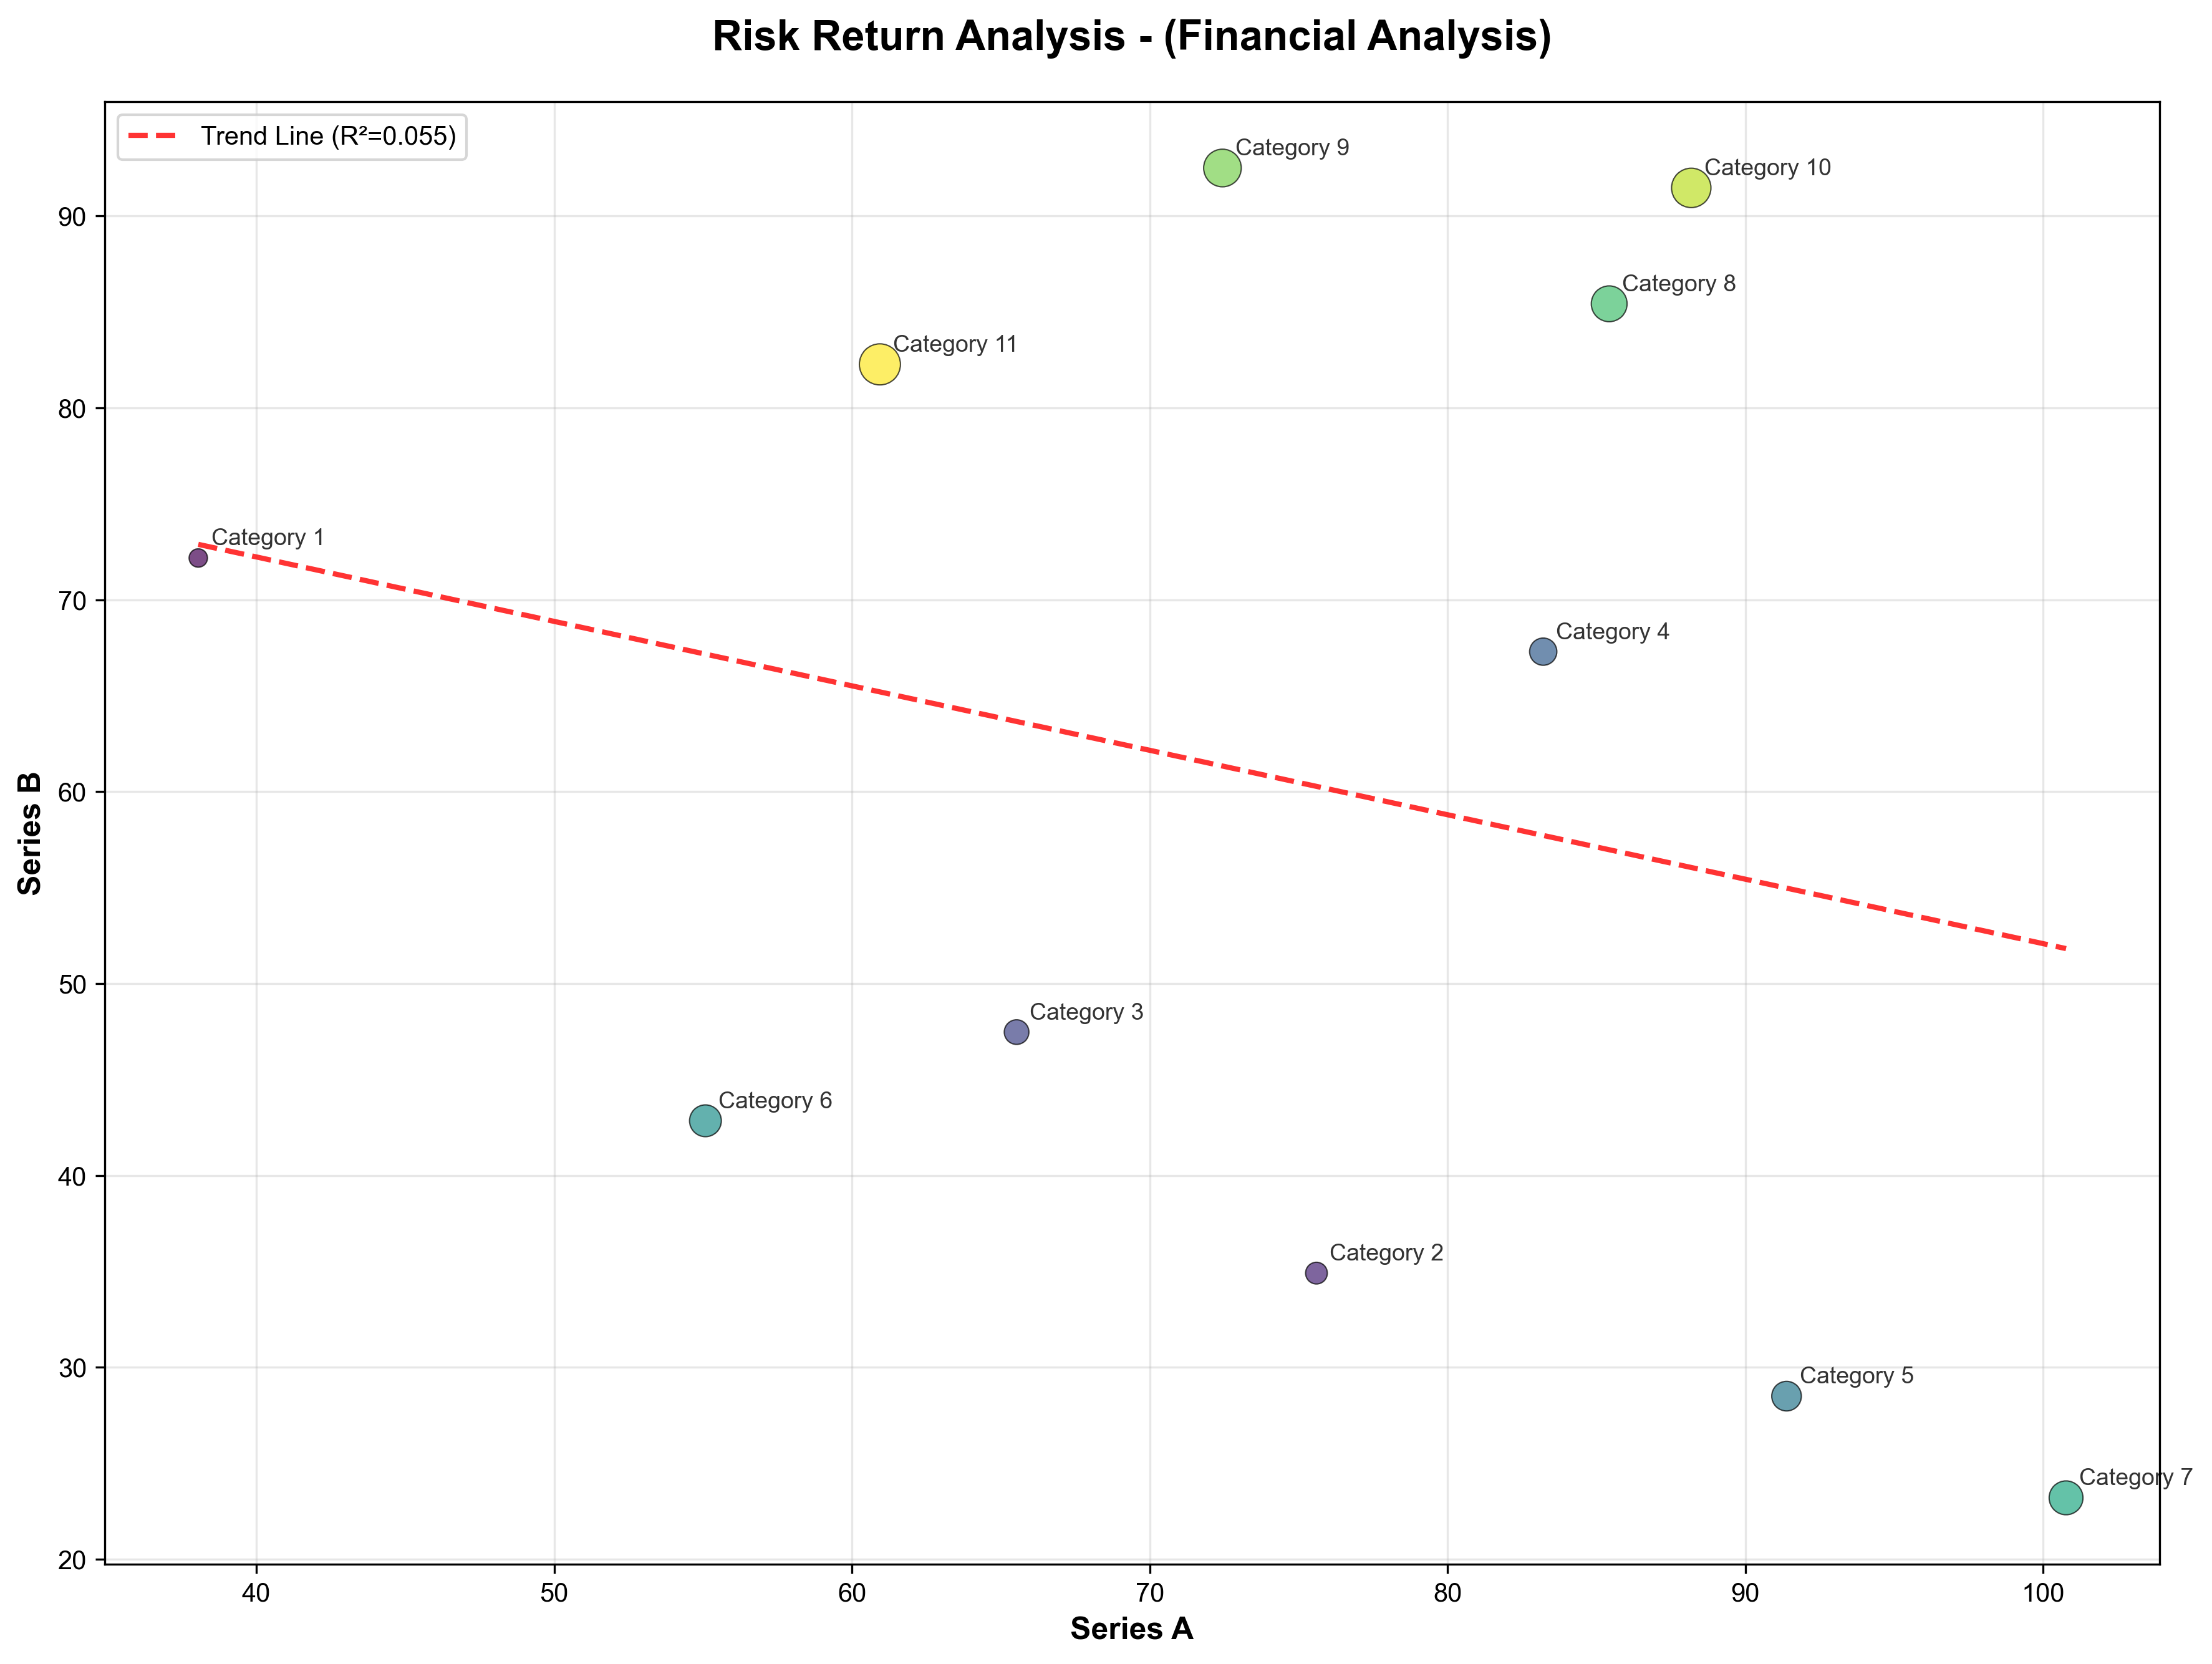 Risk Return Analysis - (Financial Analysis)
Trend Line (R²=0.055)
Category 9
Category 10
Category 8
Category 11
Category 1
Category 4
Category 3
Category 6
Category 2
Category 5
Category 7
90
80
70
60
50
40
30
20
Series B
40
50
60
70
80
90
100
Series A